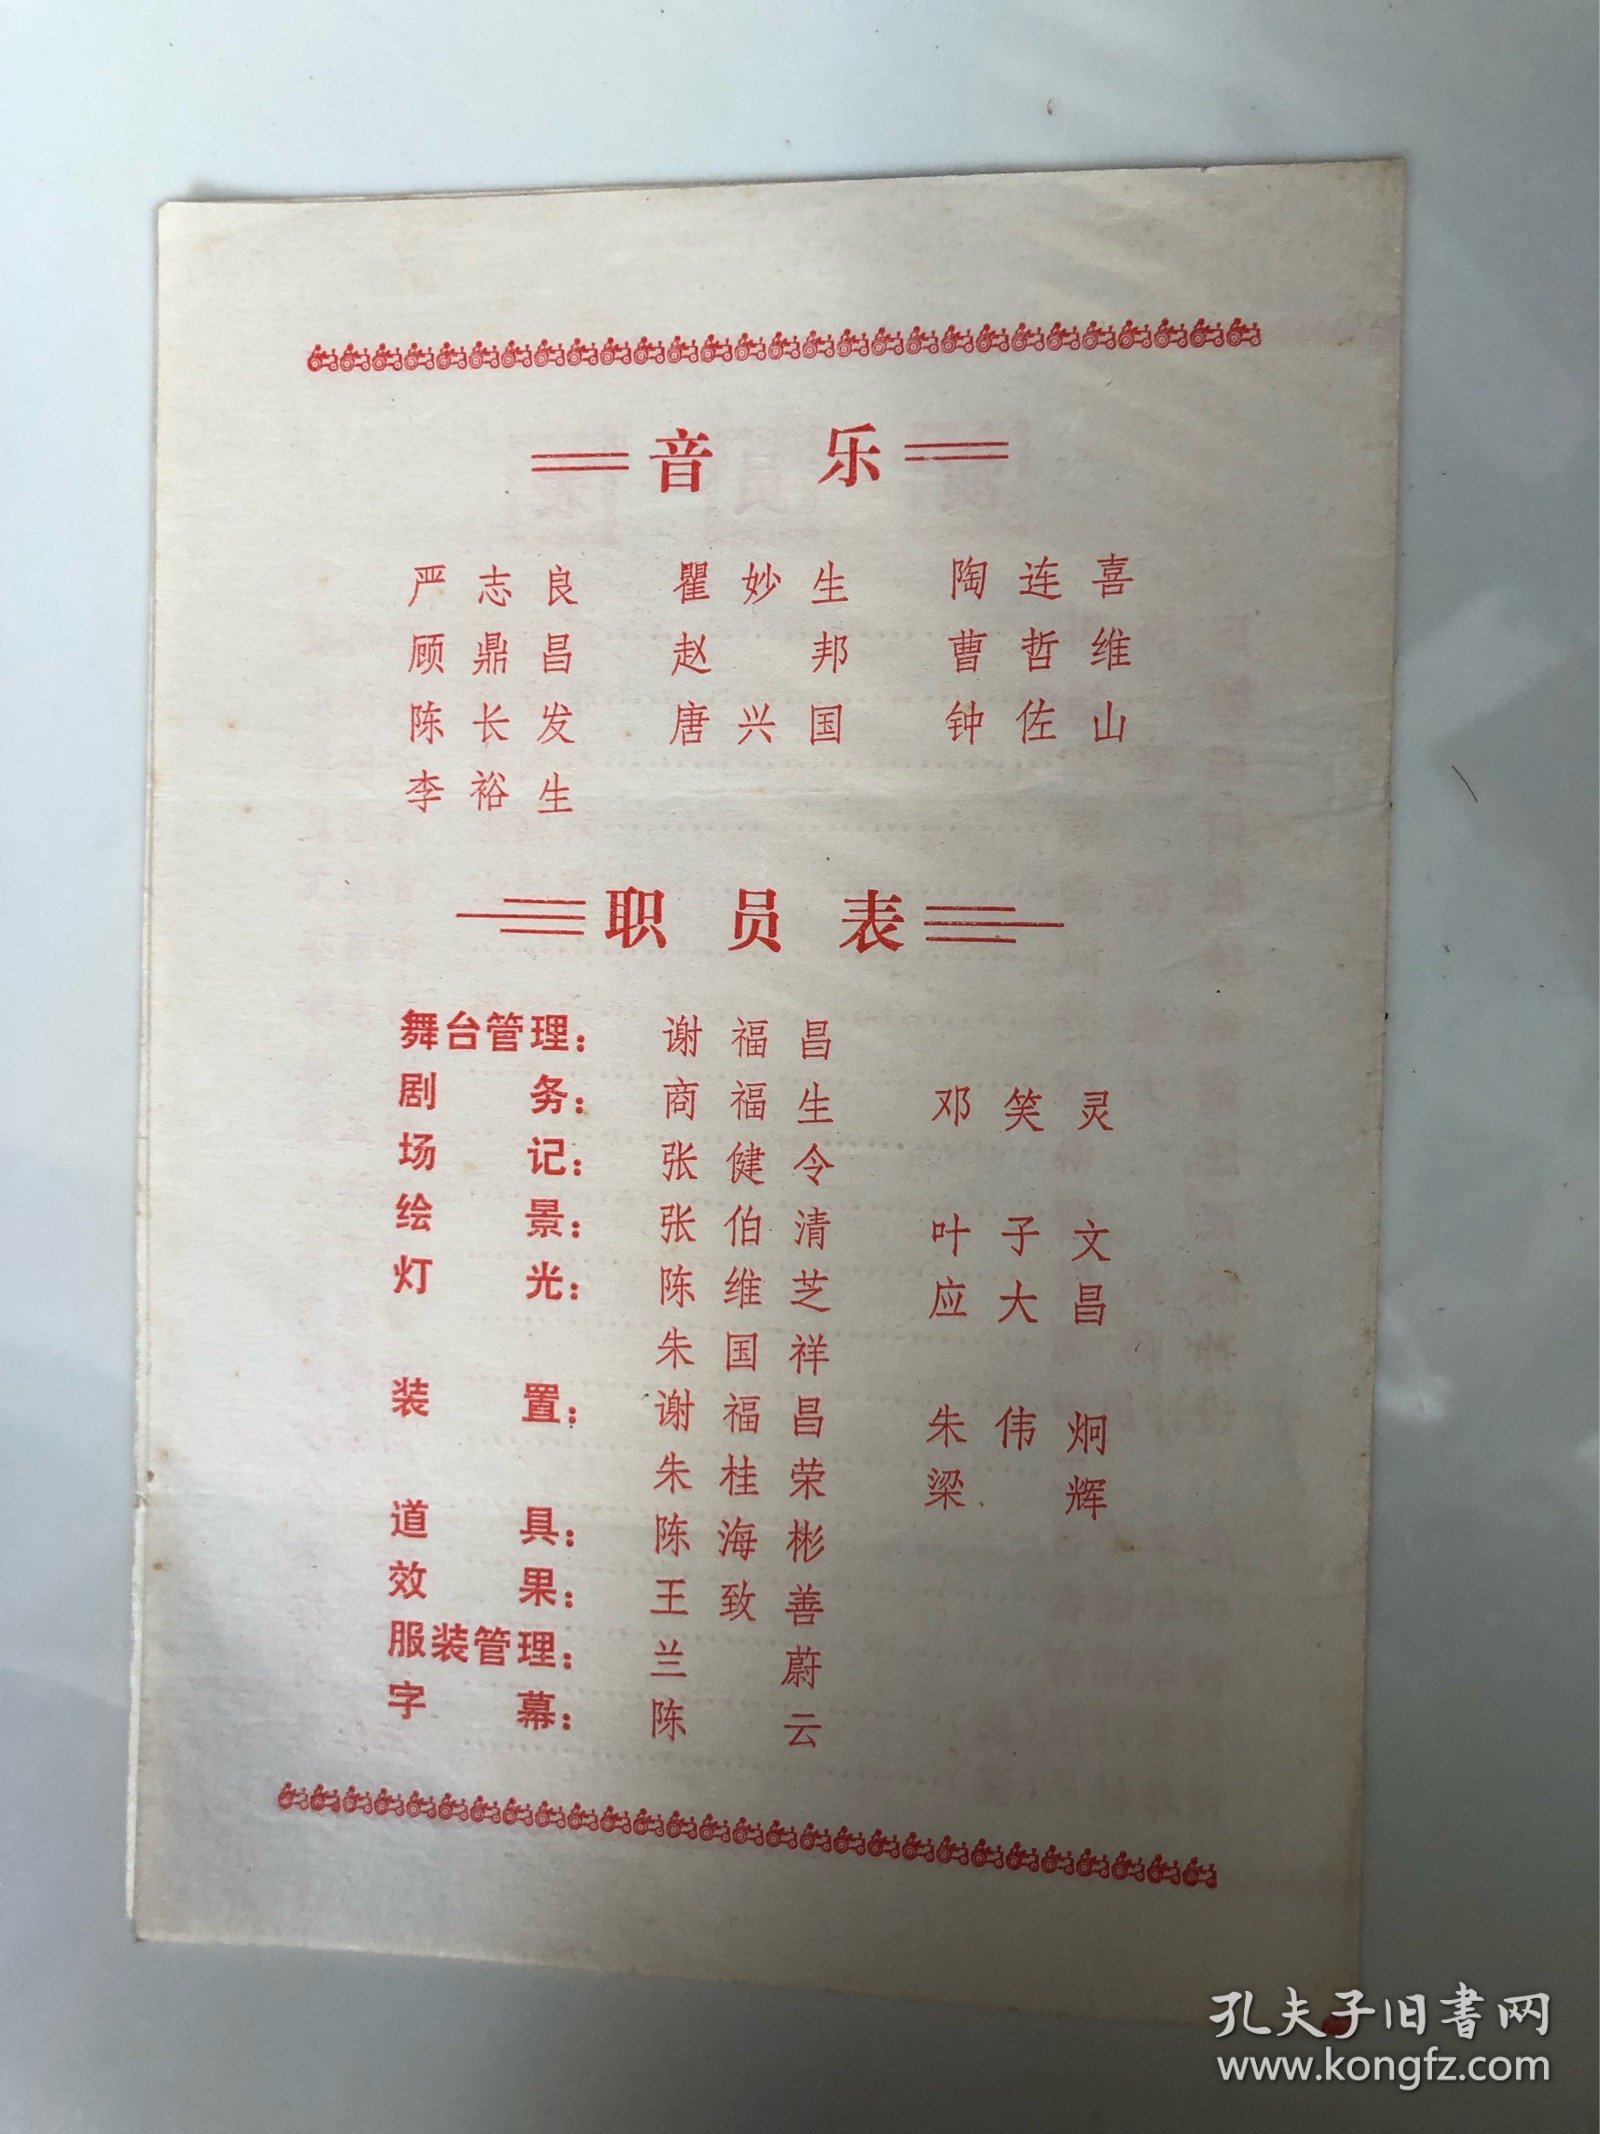 音 乐
严志良 瞿妙生 陶连喜
顾鼎昌 赵邦 曹哲维
陈长发 唐兴国 钟佐山
李裕生
职员表
舞台管理：谢福昌
剧务：商福生 邓笑灵
场记：张健令
绘景：张伯清 叶子文
灯光：陈维芝 应大昌
朱国祥
装置：谢福昌 朱伟炯
朱桂荣 梁辉
道具：陈海彬
效果：王致善
服装管理：兰蔚
字幕：陈云
孔夫子旧书网
www.kongfz.com